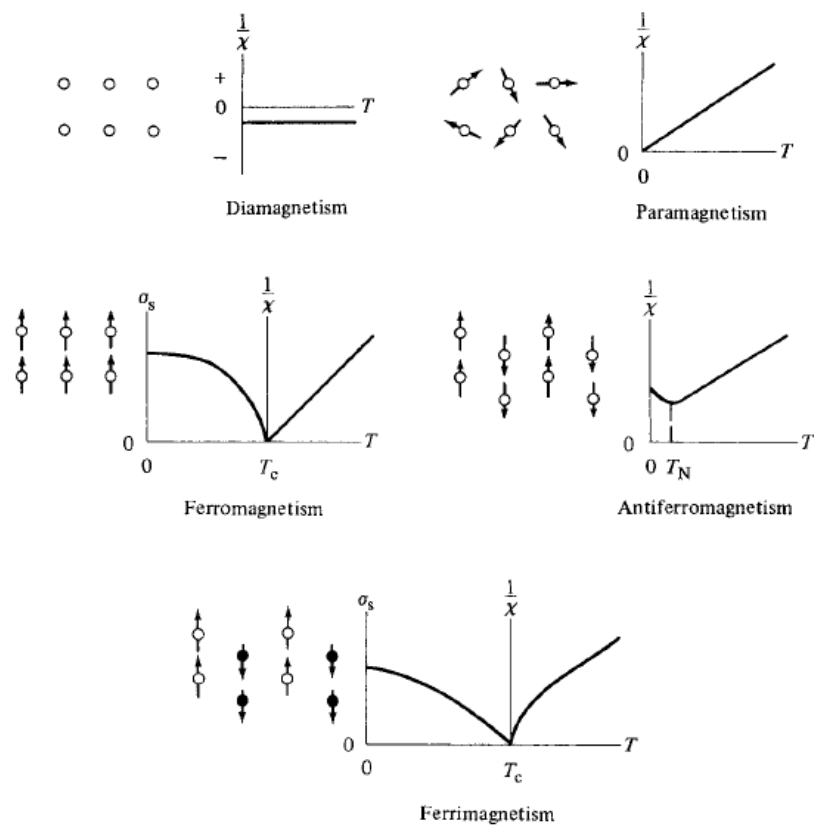 1/χ
+
0
T
−
Diamagnetism
1/χ
0
T
0
Paramagnetism
σs
1/χ
0
T
0
Tc
Ferromagnetism
1/χ
0
T
0 TN
Antiferromagnetism
σs
1/χ
0
T
0
Tc
Ferrimagnetism